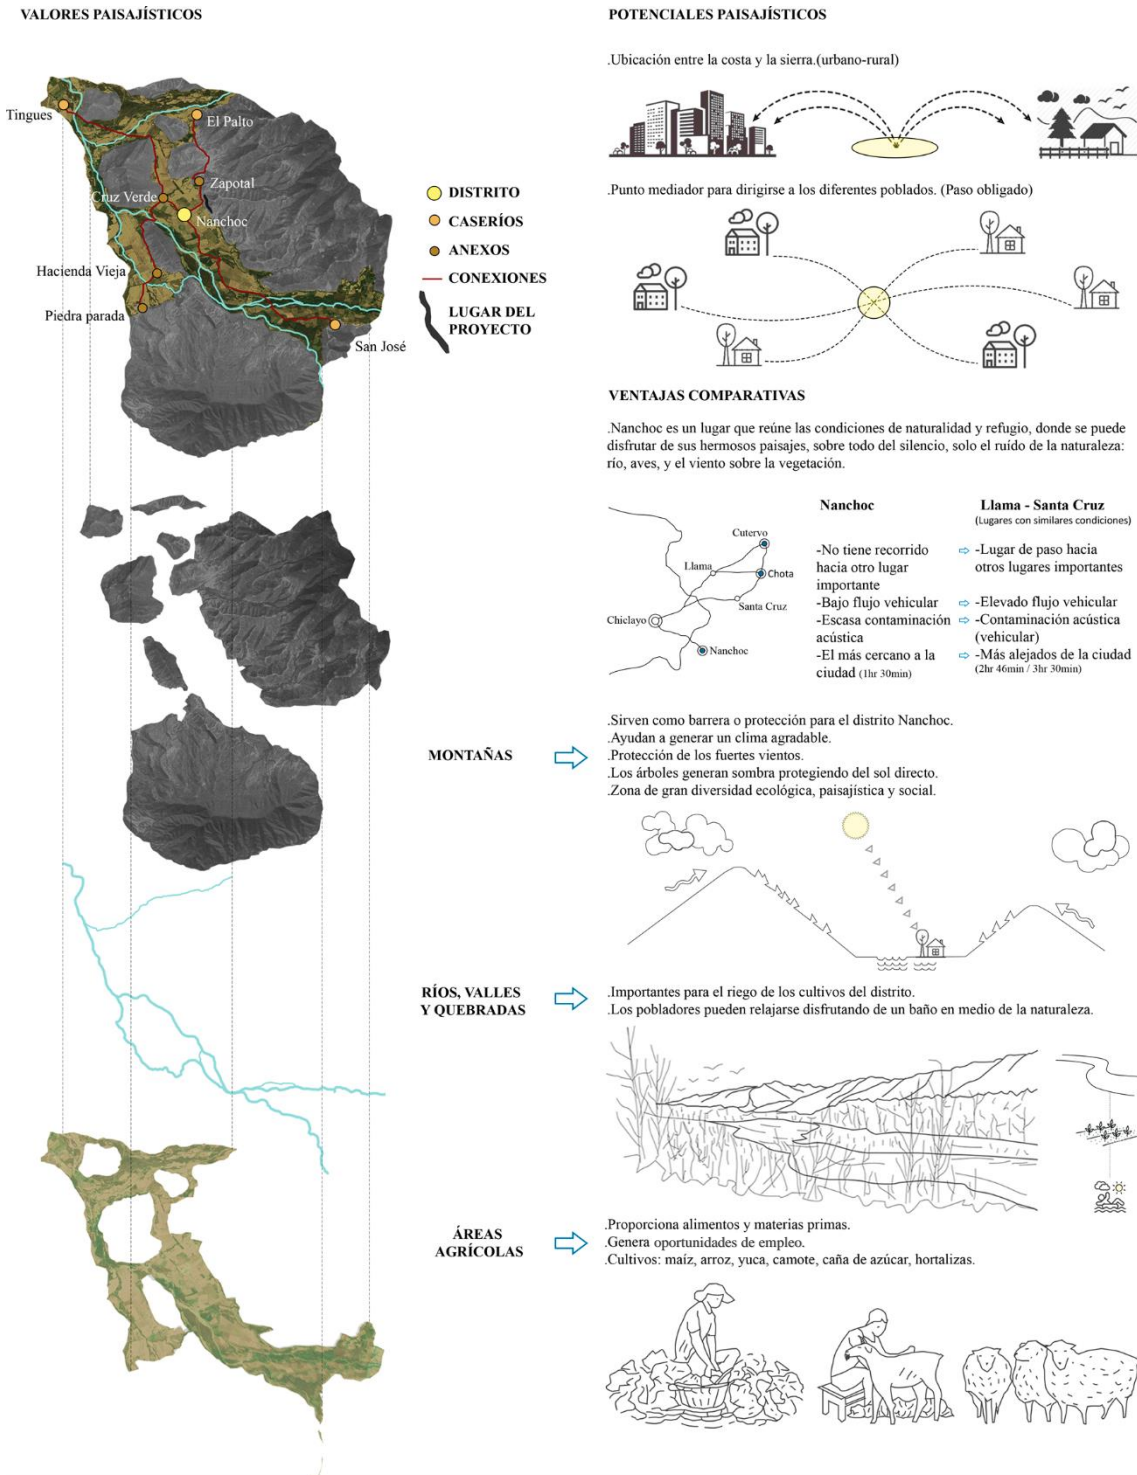 VALORES PAISAJÍSTICOS
Tingues
El Palto
Zapotal
Cruz Verde
Nanchoc
Hacienda Vieja
Piedra parada
San José
DISTRITO
CASERÍOS
ANEXOS
CONEXIONES
LUGAR DEL
PROYECTO
POTENCIALES PAISAJÍSTICOS
.Ubicación entre la costa y la sierra.(urbano-rural)
.Punto mediador para dirigirse a los diferentes poblados. (Paso obligado)
VENTAJAS COMPARATIVAS
.Nanchoc es un lugar que reúne las condiciones de naturalidad y refugio, donde se puede
disfrutar de sus hermosos paisajes, sobre todo del silencio, solo el ruído de la naturaleza:
río, aves, y el viento sobre la vegetación.
Cutervo
Llama
Chota
Santa Cruz
Chiclayo
Nanchoc
Nanchoc
-No tiene recorrido
hacia otro lugar
importante
-Bajo flujo vehicular
-Escasa contaminación
acústica
-El más cercano a la
ciudad (1hr 30min)
Llama - Santa Cruz
(Lugares con similares condiciones)
-Lugar de paso hacia
otros lugares importantes
-Elevado flujo vehicular
-Contaminación acústica
(vehicular)
-Más alejados de la ciudad
(2hr 46min / 3hr 30min)
MONTAÑAS
.Sirven como barrera o protección para el distrito Nanchoc.
.Ayudan a generar un clima agradable.
.Protección de los fuertes vientos.
.Los árboles generan sombra protegiendo del sol directo.
.Zona de gran diversidad ecológica, paisajística y social.
RÍOS, VALLES
Y QUEBRADAS
.Importantes para el riego de los cultivos del distrito.
.Los pobladores pueden relajarse disfrutando de un baño en medio de la naturaleza.
ÁREAS
AGRÍCOLAS
.Proporciona alimentos y materias primas.
.Genera oportunidades de empleo.
.Cultivos: maíz, arroz, yuca, camote, caña de azúcar, hortalizas.